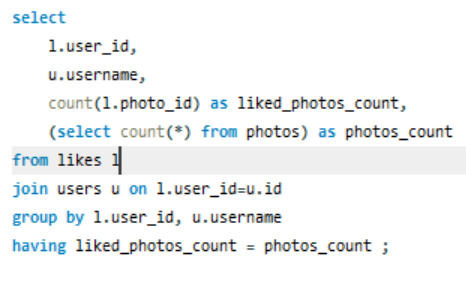 select
l.user_id,
u.username,
count(l.photo_id) as liked_photos_count,
(select count(*) from photos) as photos_count
from likes l
join users u on l.user_id=u.id
group by l.user_id, u.username
having liked_photos_count = photos_count ;